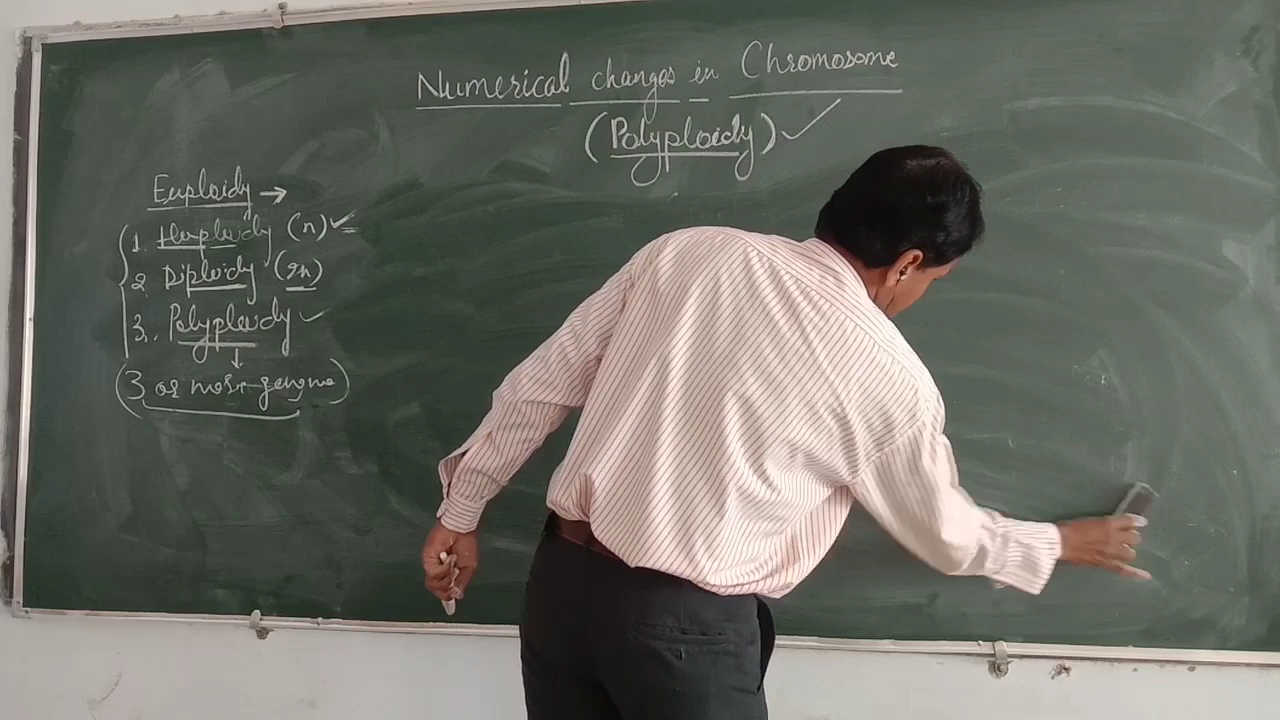 Numerical changes in Chromosome
(Polyploidy) ✓
Euploidy →
1. Haploidy (n) ✓
2. Diploidy (2n)
3. Polyploidy ✓
↓
(3 or more genome)